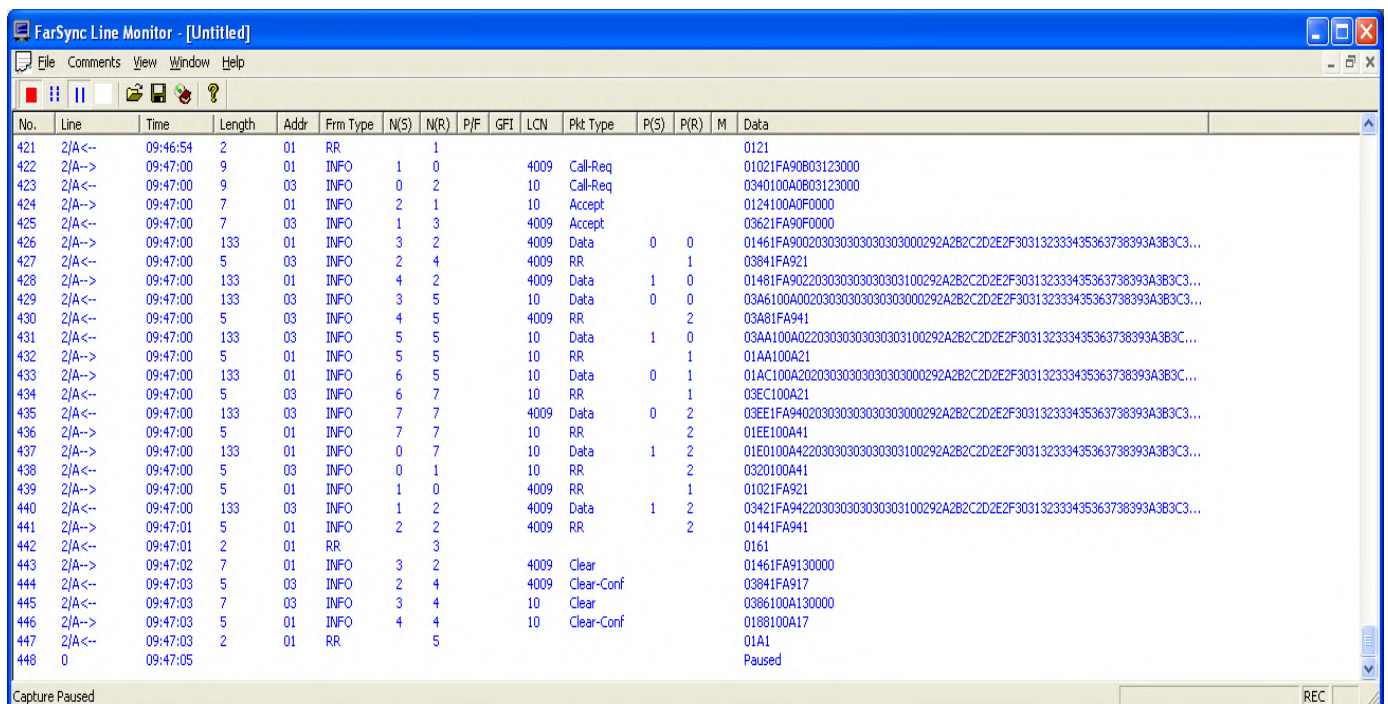 FarSync Line Monitor - [Untitled]
File Comments View Window Help
No. Line Time Length Addr Frm Type N(S) N(R) P/F GFI LCN Pkt Type P(S) P(R) M Data
421 2/A<-- 09:46:54 2 01 RR 1 0121
422 2/A--> 09:47:00 9 01 INFO 1 0 4009 Call-Req 01021FA90B03123000
423 2/A<-- 09:47:00 9 03 INFO 0 2 10 Call-Req 0340100A0B03123000
424 2/A--> 09:47:00 7 01 INFO 2 1 10 Accept 0124100A0F0000
425 2/A<-- 09:47:00 7 03 INFO 1 3 4009 Accept 03621FA90F0000
426 2/A--> 09:47:00 133 01 INFO 3 2 4009 Data 0 0 01461FA9002030303030303030003000292A2B2C2D2E2F303132333435363738393A3B3C3...
427 2/A<-- 09:47:00 5 03 INFO 2 4 4009 RR 1 03841FA921
428 2/A--> 09:47:00 133 01 INFO 4 2 4009 Data 1 0 01481FA90220303030303030303100292A2B2C2D2E2F303132333435363738393A3B3C3...
429 2/A<-- 09:47:00 133 03 INFO 3 5 10 Data 0 0 03A6100A0020303030303030303000292A2B2C2D2E2F303132333435363738393A3B3C3...
430 2/A<-- 09:47:00 5 03 INFO 4 5 4009 RR 2 03A81FA941
431 2/A<-- 09:47:00 133 03 INFO 5 5 10 Data 1 0 03AA100A0220303030303030303100292A2B2C2D2E2F303132333435363738393A3B3C...
432 2/A--> 09:47:00 5 01 INFO 5 5 10 RR 1 01AA100A21
433 2/A--> 09:47:00 133 01 INFO 6 5 10 Data 0 1 01AC100A2020303030303030303000292A2B2C2D2E2F303132333435363738393A3B3C...
434 2/A<-- 09:47:00 5 03 INFO 6 7 10 RR 1 03EC100A21
435 2/A<-- 09:47:00 133 03 INFO 7 7 4009 Data 0 2 03EE1FA94020303030303030303000292A2B2C2D2E2F303132333435363738393A3B3C3...
436 2/A--> 09:47:00 5 01 INFO 7 7 10 RR 2 01EE100A41
437 2/A--> 09:47:00 133 01 INFO 0 7 10 Data 1 2 01E0100A4220303030303030303100292A2B2C2D2E2F303132333435363738393A3B3C3...
438 2/A<-- 09:47:00 5 03 INFO 0 1 10 RR 2 0320100A41
439 2/A--> 09:47:00 5 01 INFO 1 0 4009 RR 1 01021FA921
440 2/A<-- 09:47:00 133 03 INFO 1 2 4009 Data 1 2 03421FA94220303030303030303100292A2B2C2D2E2F303132333435363738393A3B3C3...
441 2/A--> 09:47:01 5 01 INFO 2 2 4009 RR 2 01441FA941
442 2/A<-- 09:47:01 2 01 RR 3 0161
443 2/A--> 09:47:02 7 01 INFO 3 2 4009 Clear 01461FA9130000
444 2/A<-- 09:47:03 5 03 INFO 2 4 4009 Clear-Conf 03841FA917
445 2/A<-- 09:47:03 7 03 INFO 3 4 10 Clear 0386100A130000
446 2/A--> 09:47:03 5 01 INFO 4 4 10 Clear-Conf 0188100A17
447 2/A<-- 09:47:03 2 01 RR 5 01A1
448 0 09:47:05 Paused
Capture Paused REC